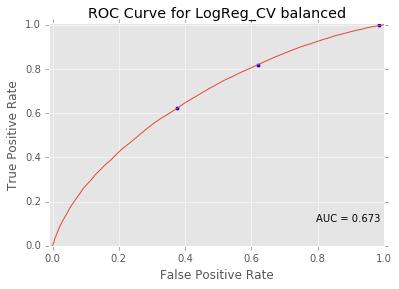 ROC Curve for LogReg_CV balanced
True Positive Rate
1.0
0.8
0.6
0.4
0.2
0.0
AUC = 0.673
0.0 0.2 0.4 0.6 0.8 1.0
False Positive Rate